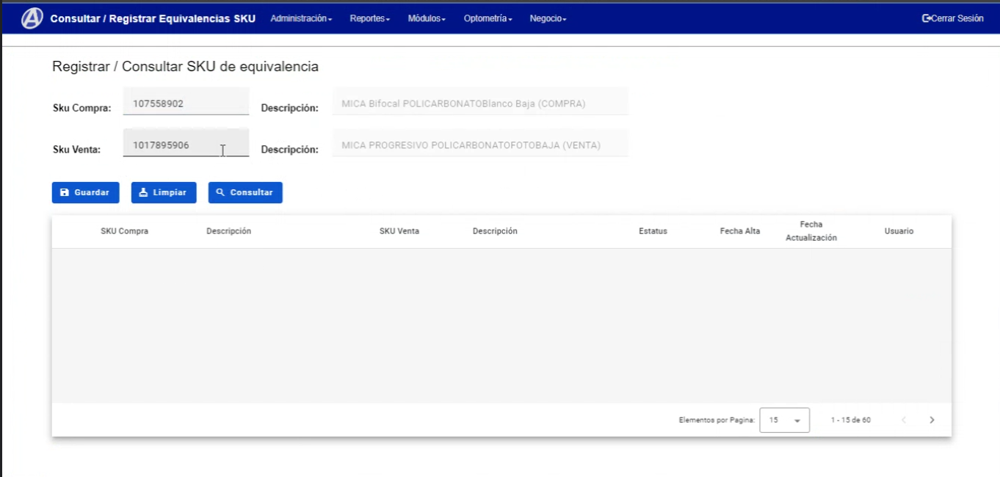 Consultar / Registrar Equivalencias SKU Administración Reportes Módulos Optometría Negocio Cerrar Sesión
Registrar / Consultar SKU de equivalencia
Sku Compra: 107558902 Descripción: MICA Bifocal POLICARBONATOBlanco Baja (COMPRA)
Sku Venta: 1017895906 Descripción: MICA PROGRESIVO POLICARBONATOFOTOBAJA (VENTA)
Guardar Limpiar Consultar
SKU Compra Descripción SKU Venta Descripción Estatus Fecha Alta Fecha Actualización Usuario
Elementos por Pagina: 15 1 - 15 de 60